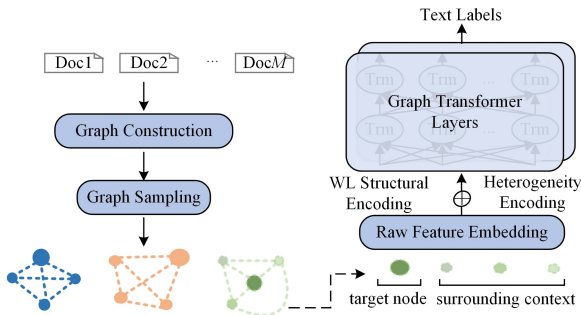 Doc1 Doc2 ... DocM
Graph Construction
Graph Sampling
Text Labels
Trm Trm ... Trm
Graph Transformer
Layers
Trm Trm ... Trm
WL Structural
Encoding
Heterogeneity
Encoding
Raw Feature Embedding
target node
surrounding context